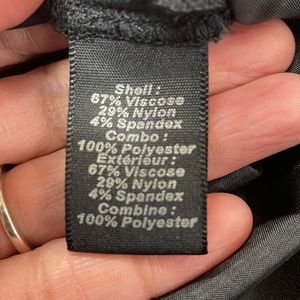 Shell :
67% Viscose
29% Nylon
4% Spandex
Combo :
100% Polyester
Extérieur :
67% Viscose
29% Nylon
4% Spandex
Combine :
100% Polyester